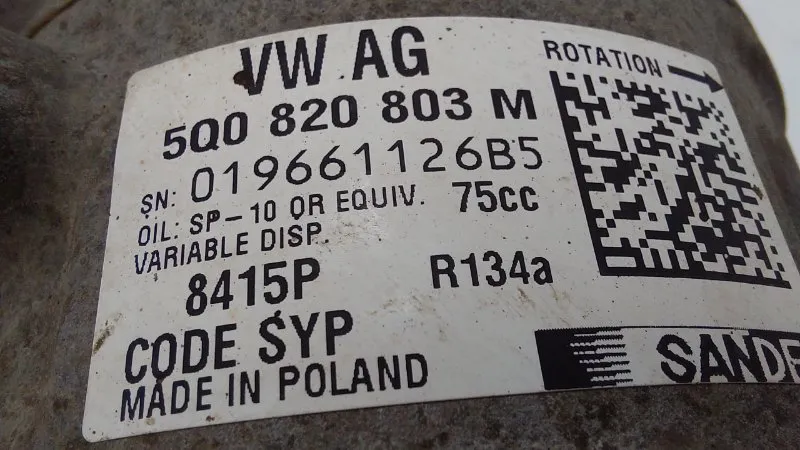 VW AG
ROTATION
5Q0 820 803 M
SN: 019661126B5
OIL: SP-10 OR EQUIV. 75cc
VARIABLE DISP.
8415P R134a
CODE SYP
MADE IN POLAND
SANDE